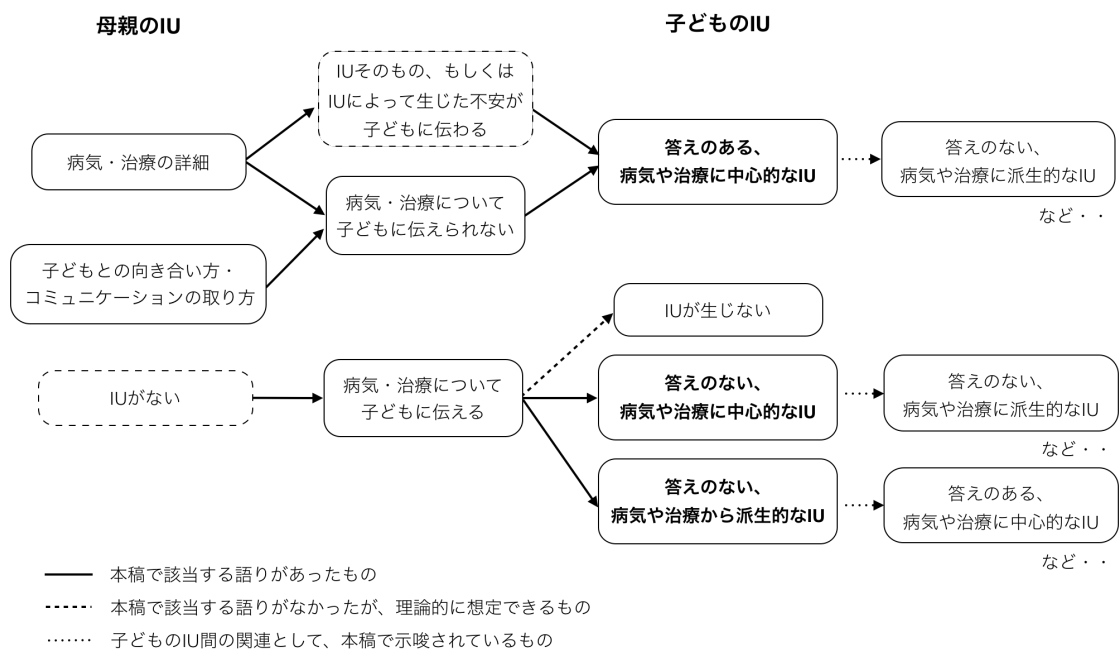 母親のIU
子どものIU
IUそのもの、もしくは
IUによって生じた不安が
子どもに伝わる
病気・治療の詳細
病気・治療について
子どもに伝えられない
子どもとの向き合い方・
コミュニケーションの取り方
答えのある、
病気や治療に中心的なIU
答えのない、
病気や治療に派生的なIU
など・・
IUが生じない
IUがない
病気・治療について
子どもに伝える
答えのない、
病気や治療に中心的なIU
答えのない、
病気や治療に派生的なIU
など・・
答えのない、
病気や治療から派生的なIU
答えのある、
病気や治療に中心的なIU
など・・
本稿で該当する語りがあったもの
本稿で該当する語りがなかったが、理論的に想定できるもの
子どものIU間の関連として、本稿で示唆されているもの